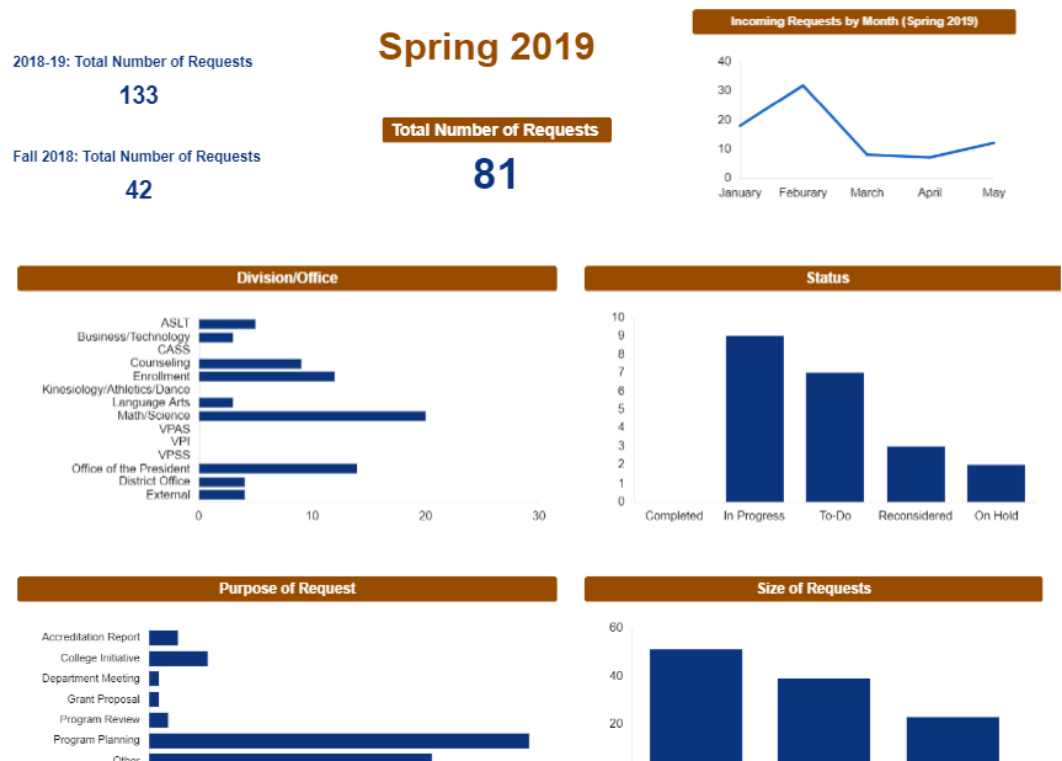 Spring 2019
2018-19: Total Number of Requests
133
Total Number of Requests
81
Fall 2018: Total Number of Requests
42
Incoming Requests by Month (Spring 2019)
40
30
20
10
0
January Feburary March April May
Division/Office
ASLT
Business/Technology
CASS
Counseling
Enrollment
Kinesiology/Athletics/Dance
Language Arts
Math/Science
VPAS
VPI
VPSS
Office of the President
District Office
External
0 10 20 30
Status
10
9
8
7
6
5
4
3
2
1
0
Completed In Progress To-Do Reconsidered On Hold
Purpose of Request
Accreditation Report
College Initiative
Department Meeting
Grant Proposal
Program Review
Program Planning
Other
Size of Requests
60
40
20